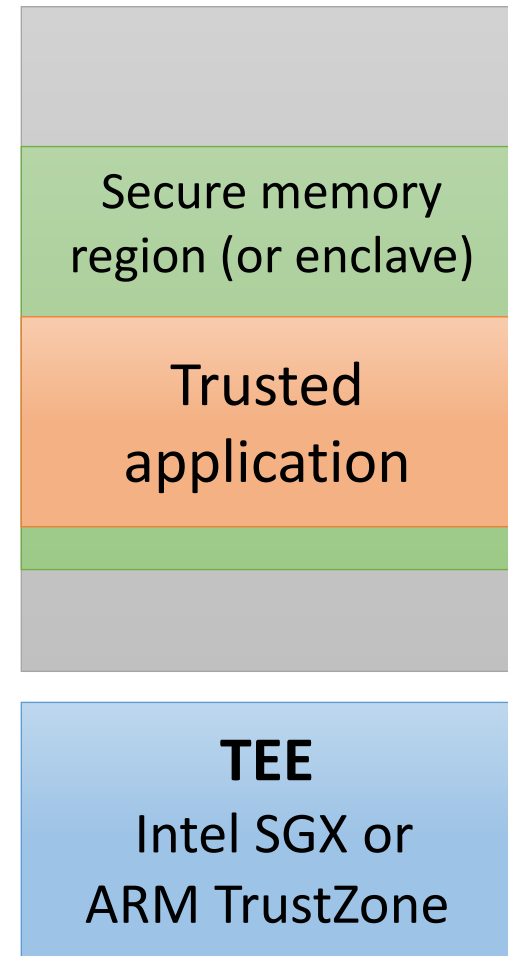 Secure memory
region (or enclave)
Trusted
application
TEE
Intel SGX or
ARM TrustZone